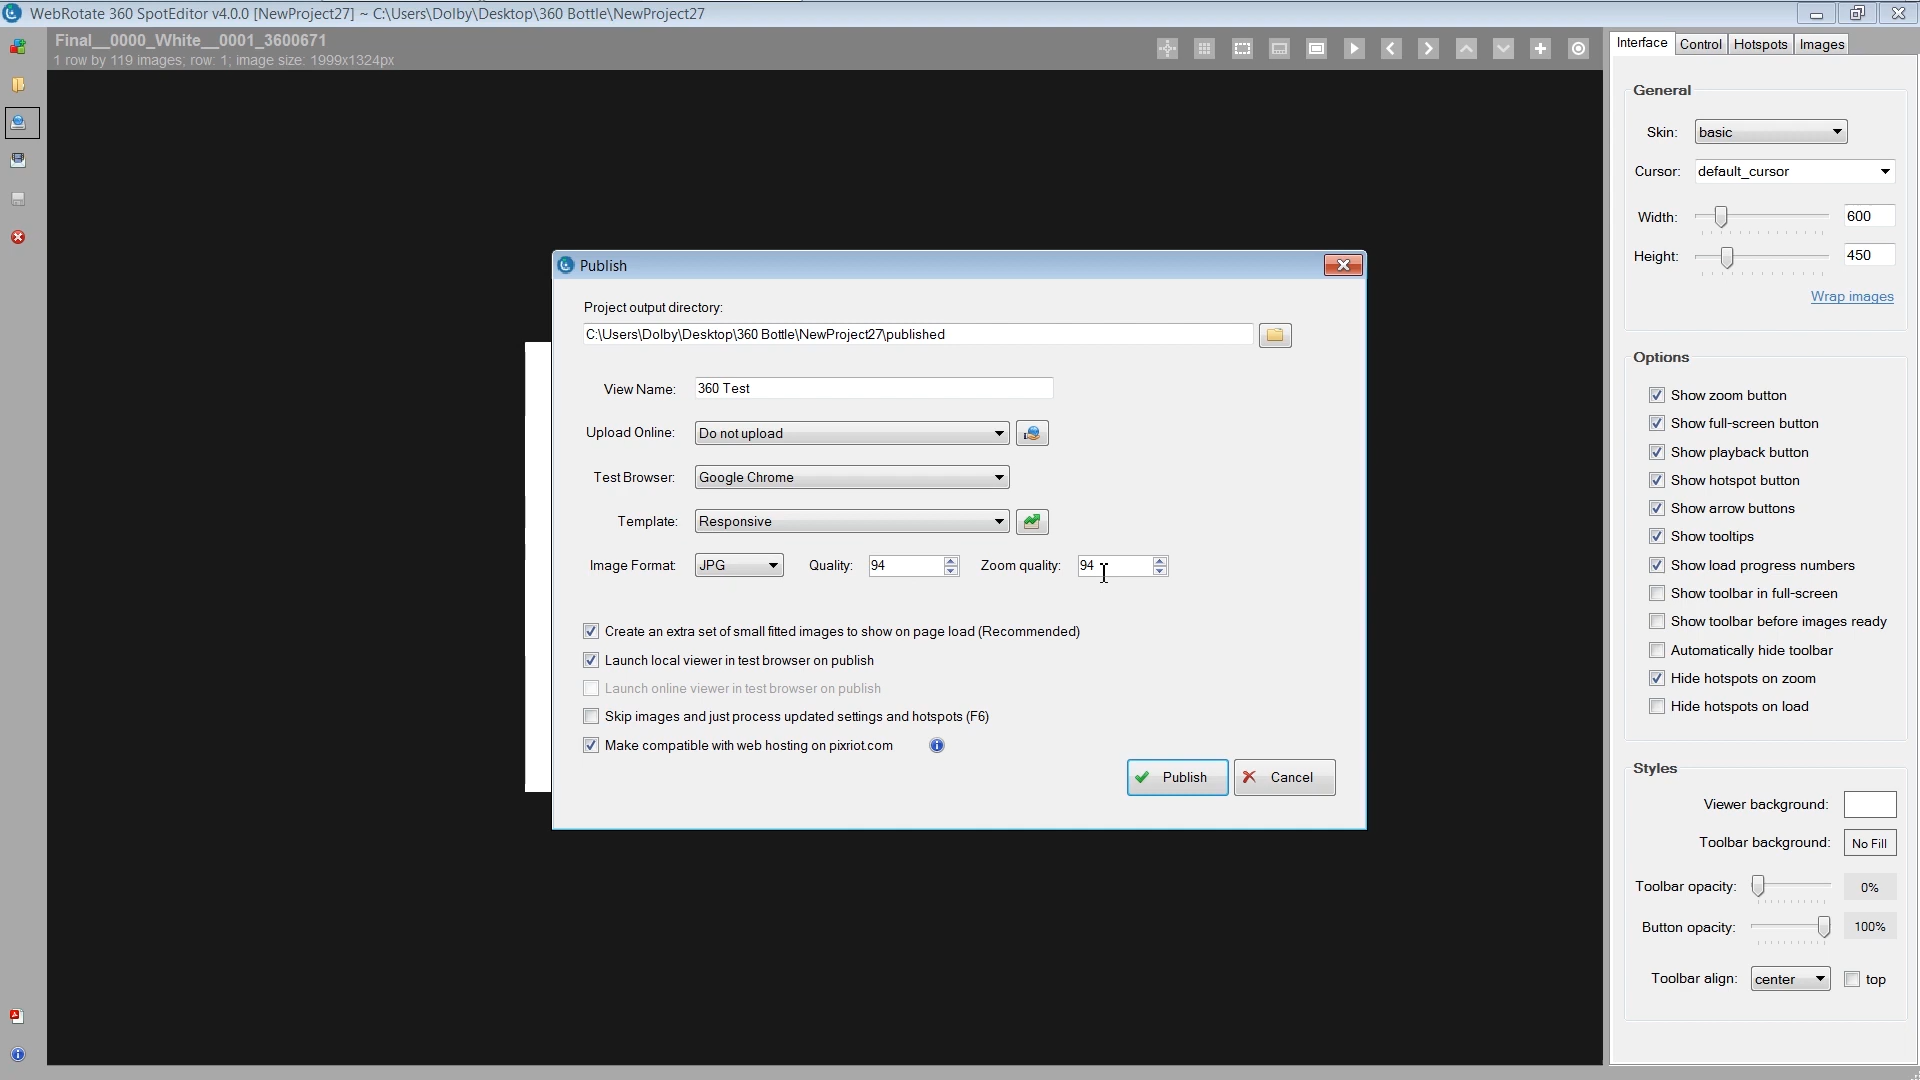 WebRotate 360 SpotEditor v4.0.0 [NewProject27] ~ C:\Users\Dolby\Desktop\360 Bottle\NewProject27
Final__0000_White__0001_3600671
1 row by 119 images; row: 1; image size: 1999x1324px
Interface Control Hotspots Images
General
Skin: basic
Cursor: default_cursor
Width: 600
Height: 450
Wrap images
Options
Show zoom button
Show full-screen button
Show playback button
Show hotspot button
Show arrow buttons
Show tooltips
Show load progress numbers
Show toolbar in full-screen
Show toolbar before images ready
Automatically hide toolbar
Hide hotspots on zoom
Hide hotspots on load
Styles
Viewer background:
Toolbar background: No Fill
Toolbar opacity: 0%
Button opacity: 100%
Toolbar align: center top
Publish
Project output directory:
C:\Users\Dolby\Desktop\360 Bottle\NewProject27\published
View Name: 360 Test
Upload Online: Do not upload
Test Browser: Google Chrome
Template: Responsive
Image Format: JPG Quality: 94 Zoom quality: 94
Create an extra set of small fitted images to show on page load (Recommended)
Launch local viewer in test browser on publish
Launch online viewer in test browser on publish
Skip images and just process updated settings and hotspots (F6)
Make compatible with web hosting on pixriot.com
Publish Cancel